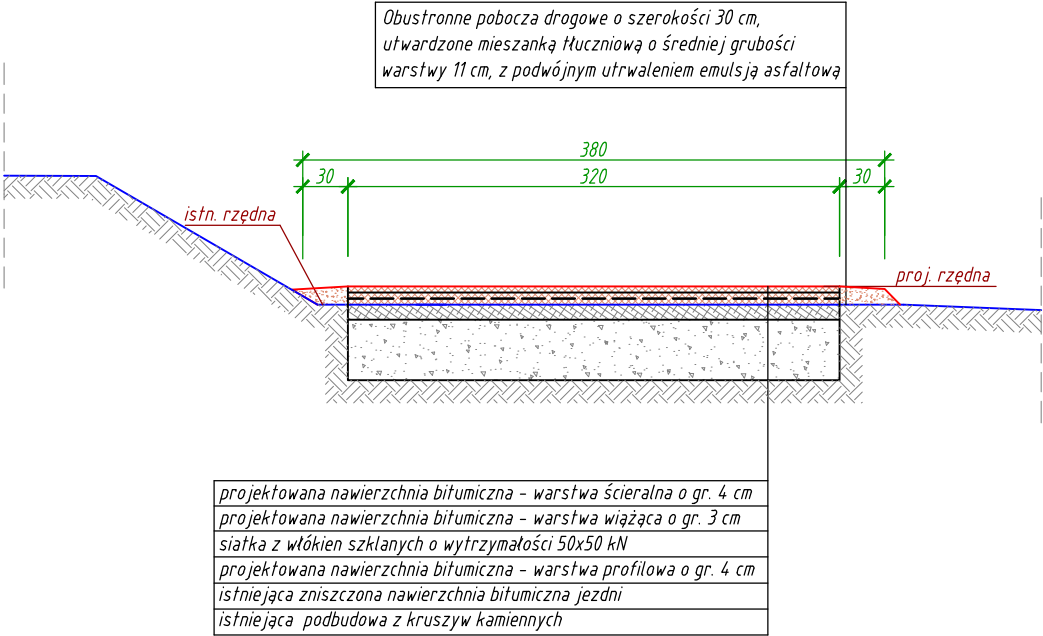 Obustronne pobocza drogowe o szerokości 30 cm,
utwardzone mieszanką tłuczniową o średniej grubości
warstwy 11 cm, z podwójnym utrwaleniem emulsją asfaltową
380
30
320
30
istn. rzędna
proj. rzędna
projektowana nawierzchnia bitumiczna - warstwa ścieralna o gr. 4 cm
projektowana nawierzchnia bitumiczna - warstwa wiążąca o gr. 3 cm
siatka z włókien szklanych o wytrzymałości 50x50 kN
projektowana nawierzchnia bitumiczna - warstwa profilowa o gr. 4 cm
istniejąca zniszczona nawierzchnia bitumiczna jezdni
istniejąca podbudowa z kruszyw kamiennych